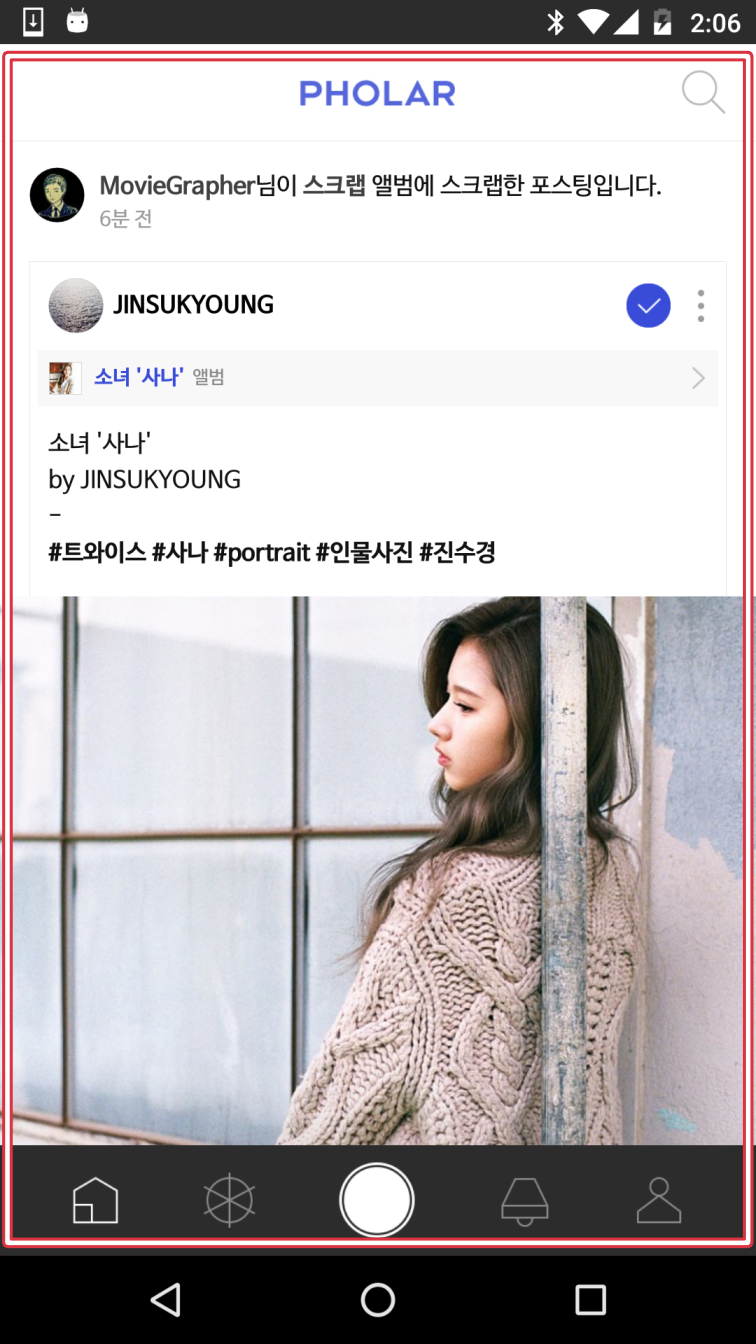 2:06
PHOLAR
MovieGrapher님이 스크랩 앨범에 스크랩한 포스팅입니다.
6분 전
JINSUKYOUNG
소녀 '사나' 앨범
소녀 '사나'
by JINSUKYOUNG
–
#트와이스 #사나 #portrait #인물사진 #진수경